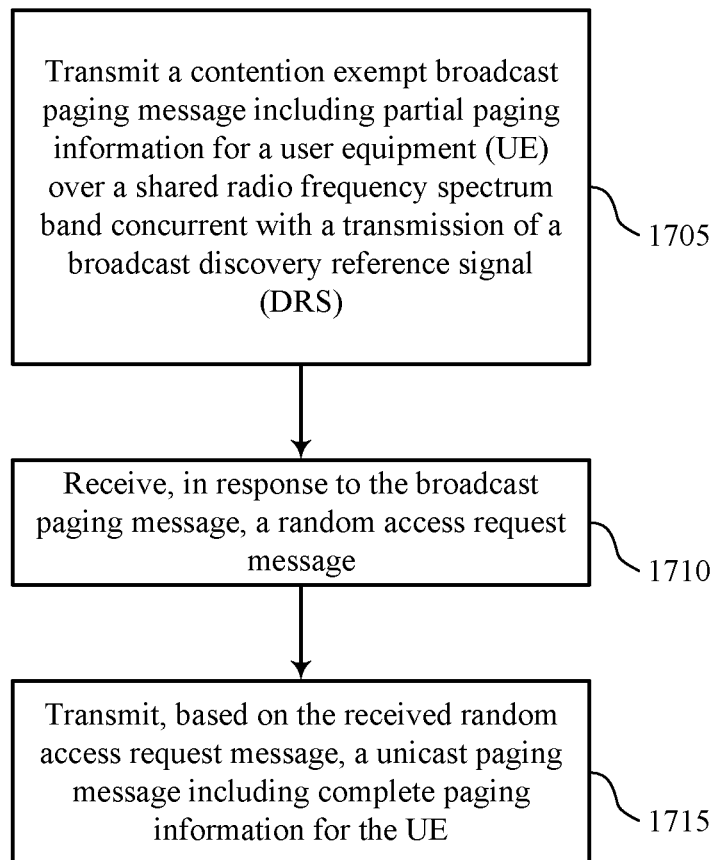 Transmit a contention exempt broadcast
paging message including partial paging
information for a user equipment (UE)
over a shared radio frequency spectrum
band concurrent with a transmission of a
broadcast discovery reference signal
(DRS)
1705
Receive, in response to the broadcast
paging message, a random access request
message
1710
Transmit, based on the received random
access request message, a unicast paging
message including complete paging
information for the UE
1715